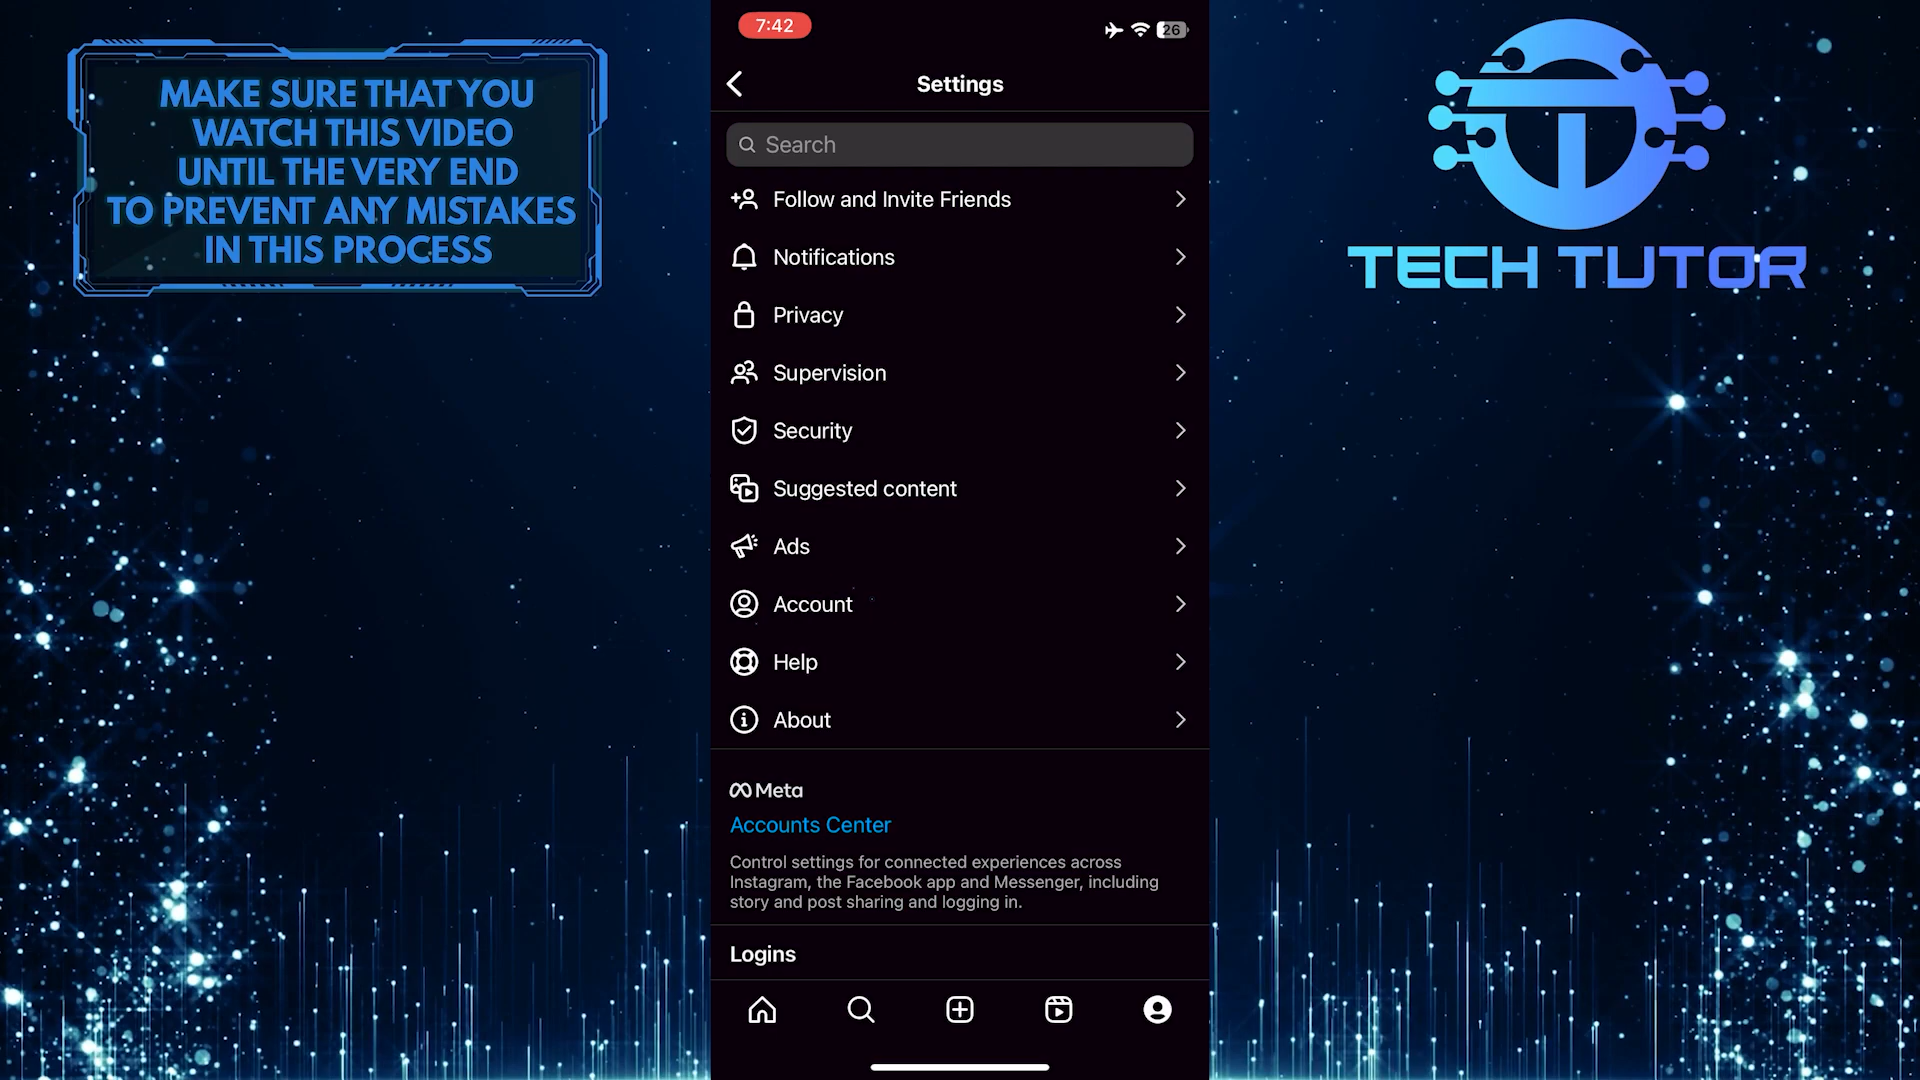 MAKE SURE THAT YOU
WATCH THIS VIDEO
UNTIL THE VERY END
TO PREVENT ANY MISTAKES
IN THIS PROCESS
7:42
26
Settings
Search
Follow and Invite Friends
Notifications
Privacy
Supervision
Security
Suggested content
Ads
Account
Help
About
Meta
Accounts Center
Control settings for connected experiences across
Instagram, the Facebook app and Messenger, including
story and post sharing and logging in.
Logins
TECH TUTOR